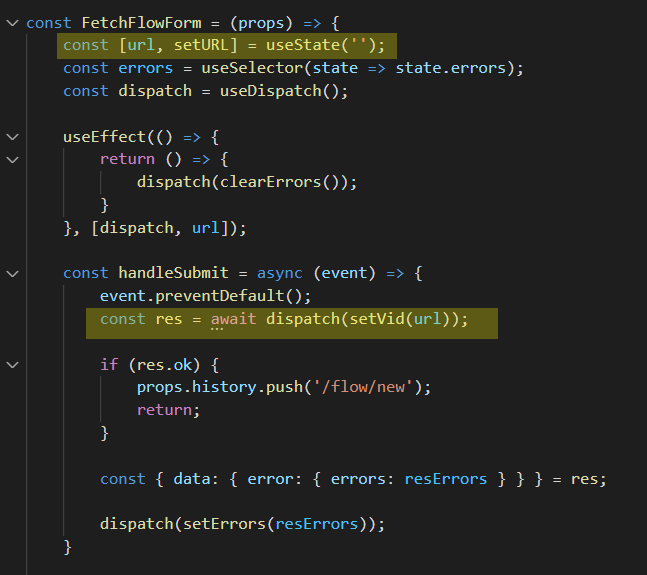 const FetchFlowForm = (props) => {
const [url, setURL] = useState('');
const errors = useSelector(state => state.errors);
const dispatch = useDispatch();
useEffect(() => {
return () => {
dispatch(clearErrors());
}
}, [dispatch, url]);
const handleSubmit = async (event) => {
event.preventDefault();
const res = await dispatch(setVid(url));
if (res.ok) {
props.history.push('/flow/new');
return;
}
const { data: { error: { errors: resErrors } } } = res;
dispatch(setErrors(resErrors));
}